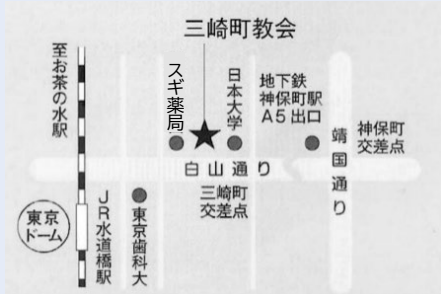 三崎町教会
至お茶の水駅
スギ薬局
日本大学
地下鉄
神保町駅
A5出口
靖国通り
神保町
交差点
白山通り
三崎町
交差点
東京
ドーム
JR水道橋駅
東京歯科大